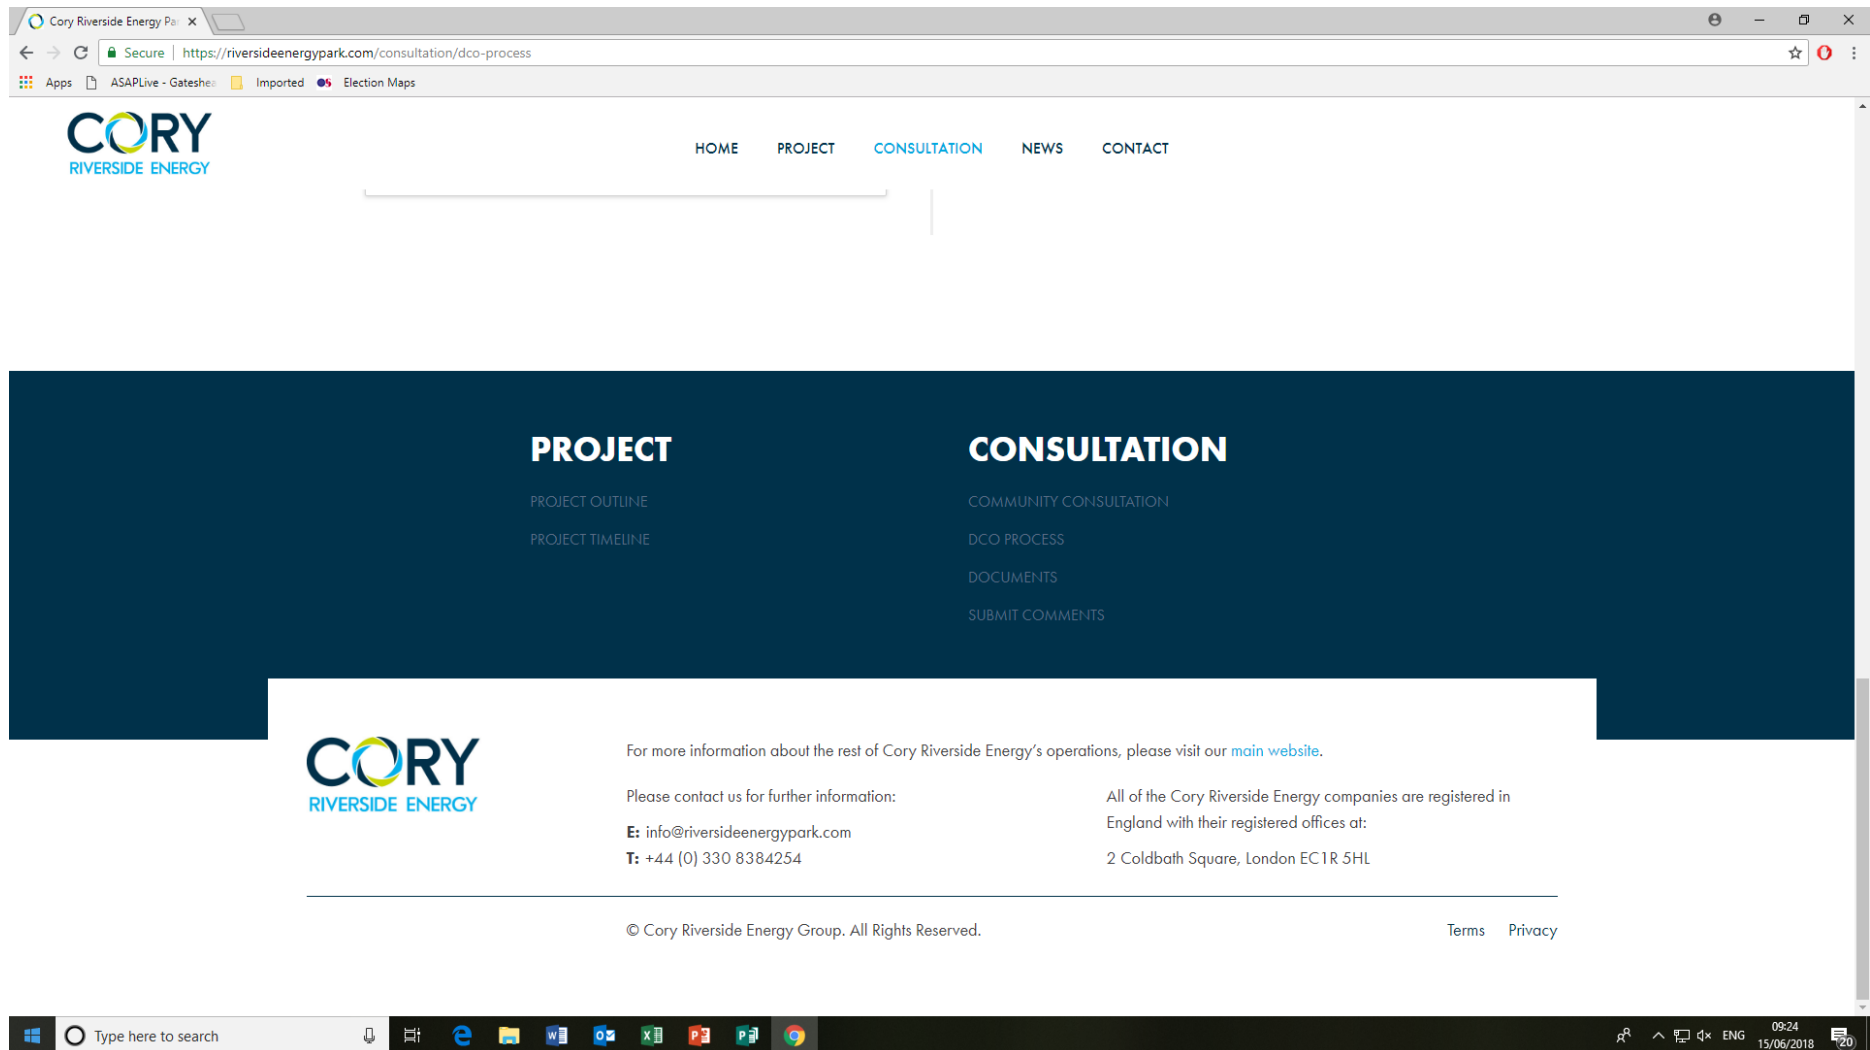 Cory Riverside Energy Pa
Secure | https://riversideenergypark.com/consultation/dco-process
Apps ASAPLive - Gateshea Imported OS Election Maps
CORY
RIVERSIDE ENERGY
HOME PROJECT CONSULTATION NEWS CONTACT
PROJECT
PROJECT OUTLINE
PROJECT TIMELINE
CONSULTATION
COMMUNITY CONSULTATION
DCO PROCESS
DOCUMENTS
SUBMIT COMMENTS
CORY
RIVERSIDE ENERGY
For more information about the rest of Cory Riverside Energy’s operations, please visit our main website.
Please contact us for further information:
E: info@riversideenergypark.com
T: +44 (0) 330 8384254
All of the Cory Riverside Energy companies are registered in
England with their registered offices at:
2 Coldbath Square, London EC1R 5HL
© Cory Riverside Energy Group. All Rights Reserved.
Terms Privacy
Type here to search
ENG
09:24
15/06/2018
20